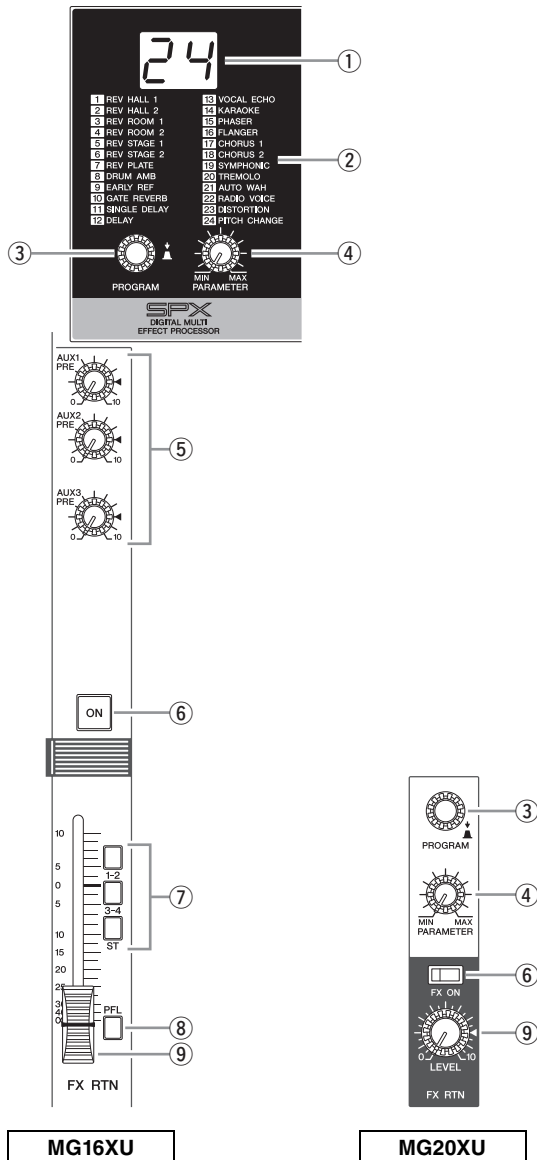 24
①
1 REV HALL 1
2 REV HALL 2
3 REV ROOM 1
4 REV ROOM 2
5 REV STAGE 1
6 REV STAGE 2
7 REV PLATE
8 DRUM AMB
9 EARLY REF
10 GATE REVERB
11 SINGLE DELAY
12 DELAY
13 VOCAL ECHO
14 KARAOKE
15 PHASER
16 FLANGER
17 CHORUS 1
18 CHORUS 2
19 SYMPHONIC
20 TREMOLO
21 AUTO WAH
22 RADIO VOICE
23 DISTORTION
24 PITCH CHANGE
②
③
④
MIN MAX
PROGRAM PARAMETER
SPX
DIGITAL MULTI
EFFECT PROCESSOR
AUX1
PRE
0 10
AUX2
PRE
0 10
⑤
AUX3
PRE
0 10
ON
⑥
10
5
0
5
10
15
20
25
30
40
1-2
3-4
ST
⑦
PFL
⑧
⑨
FX RTN
MG16XU
③
PROGRAM
④
MIN MAX
PARAMETER
⑥
FX ON
⑨
0 10
LEVEL
FX RTN
MG20XU